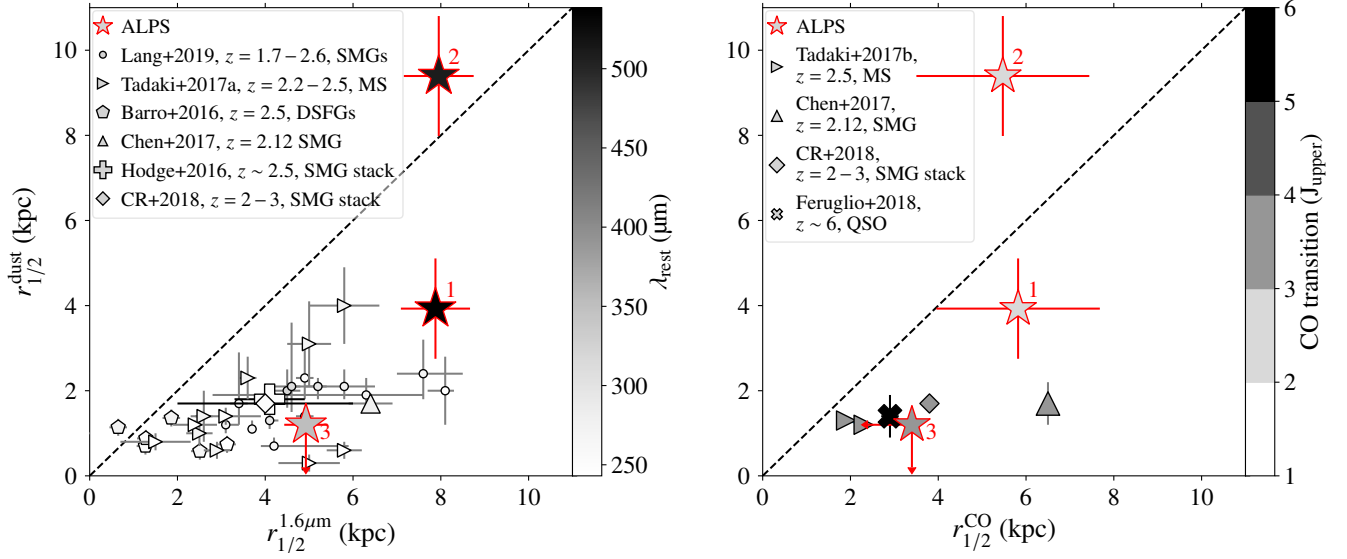 ALPS
Lang+2019, z = 1.7 − 2.6, SMGs
Tadaki+2017a, z = 2.2 − 2.5, MS
Barro+2016, z = 2.5, DSFGs
Chen+2017, z = 2.12 SMG
Hodge+2016, z ~ 2.5, SMG stack
CR+2018, z = 2 − 3, SMG stack
2
1
3
10
8
6
4
2
0
r_{1/2}^{dust} (kpc)
0 2 4 6 8 10
r_{1/2}^{1.6μm} (kpc)
500
450
400
350
300
250
λ_{rest} (μm)
ALPS
Tadaki+2017b,
z = 2.5, MS
Chen+2017,
z = 2.12, SMG
CR+2018,
z = 2 − 3, SMG stack
Feruglio+2018,
z ~ 6, QSO
2
1
3
0 2 4 6 8 10
r_{1/2}^{CO} (kpc)
6
5
4
3
2
1
CO transition (J_{upper})